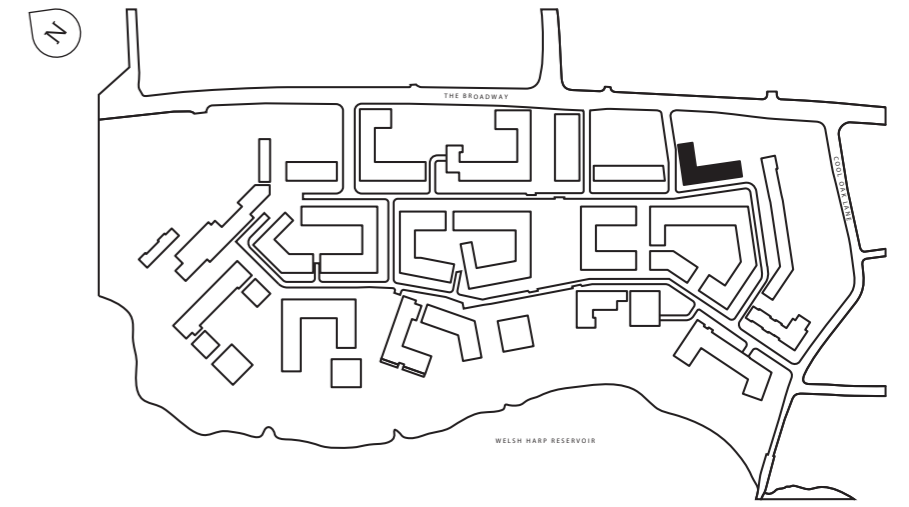 N
THE BROADWAY
COOL OAK LANE
WELSH HARP RESERVOIR